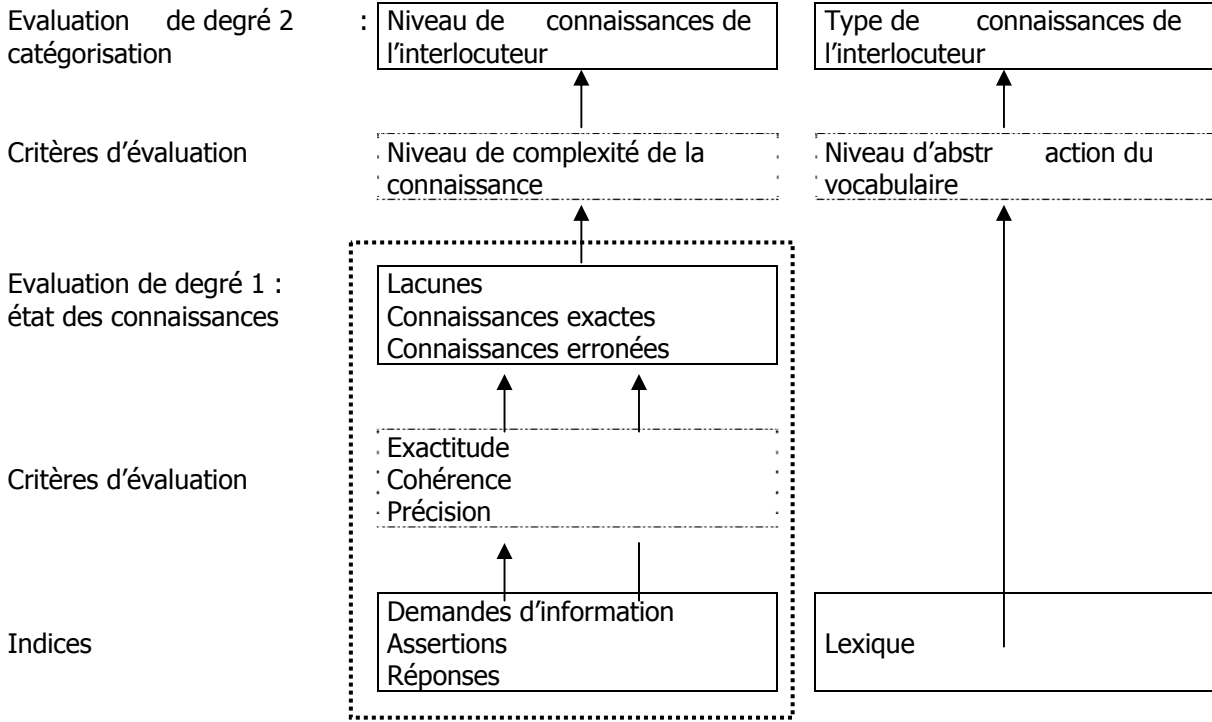 Evaluation de degré 2 :
catégorisation
Niveau de connaissances de
l'interlocuteur
Type de connaissances de
l'interlocuteur
Critères d'évaluation
Niveau de complexité de la
connaissance
Niveau d'abstr action du
vocabulaire
Evaluation de degré 1 :
état des connaissances
Lacunes
Connaissances exactes
Connaissances erronées
Critères d'évaluation
Exactitude
Cohérence
Précision
Indices
Demandes d'information
Assertions
Réponses
Lexique